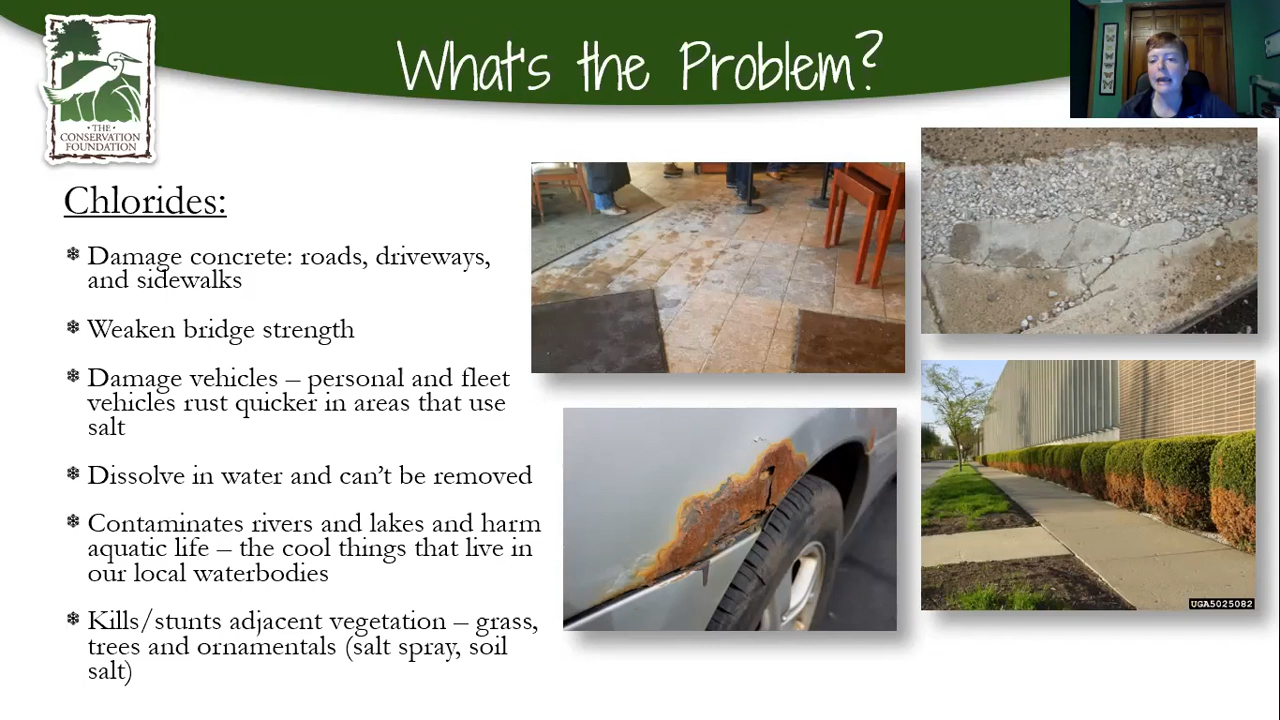 What's the Problem?
· THE ·
CONSERVATION
FOUNDATION
Chlorides:
Damage concrete: roads, driveways,
and sidewalks
Weaken bridge strength
Damage vehicles – personal and fleet
vehicles rust quicker in areas that use
salt
Dissolve in water and can't be removed
Contaminates rivers and lakes and harm
aquatic life – the cool things that live in
our local waterbodies
Kills/stunts adjacent vegetation – grass,
trees and ornamentals (salt spray, soil
salt)
UGA5025082